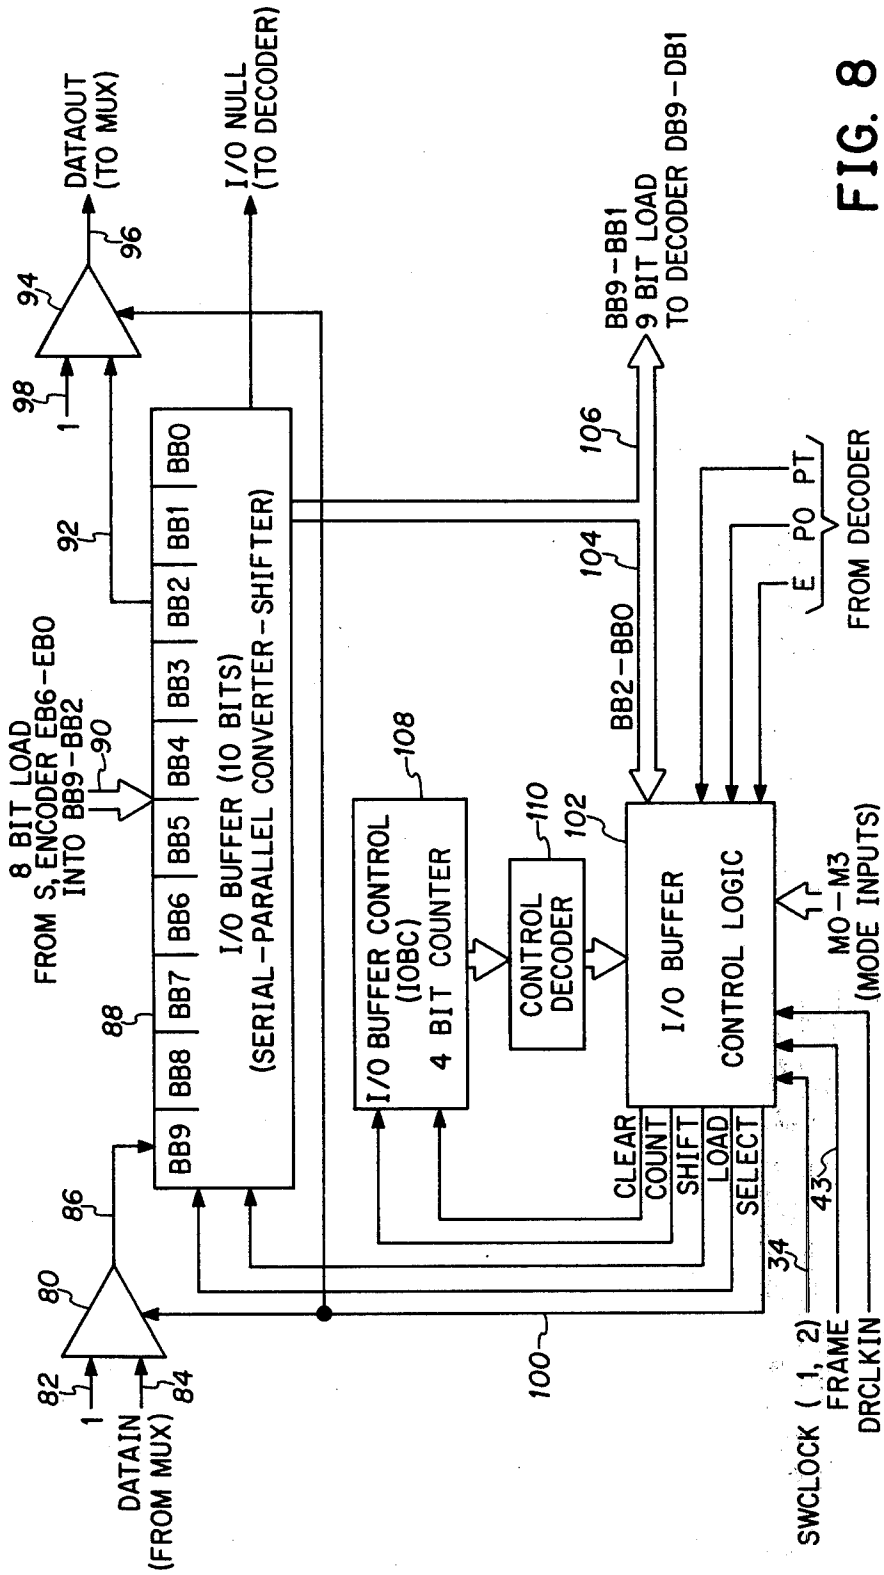 8 BIT LOAD
FROM S, ENCODER EB6-EB0
INTO BB9-BB2
90
DATAOUT
(TO MUX)
96
94
98
1
92
I/O NULL
(TO DECODER)
80
82
1
84
DATAIN
(FROM MUX)
86
88
BB9 BB8 BB7 BB6 BB5 BB4 BB3 BB2 BB1 BB0
I/O BUFFER (10 BITS)
(SERIAL-PARALLEL CONVERTER-SHIFTER)
100
I/O BUFFER CONTROL
(IOBC)
4 BIT COUNTER
108
CONTROL
DECODER
110
102
I/O BUFFER
CONTROL LOGIC
CLEAR
COUNT
SHIFT
LOAD
SELECT
BB2-BB0
104
106
BB9-BB1
9 BIT LOAD
TO DECODER DB9-DB1
34
43
SWCLOCK ( 1, 2)
FRAME
DRCLKIN
M0-M3
(MODE INPUTS)
E PO PT
FROM DECODER
FIG. 8